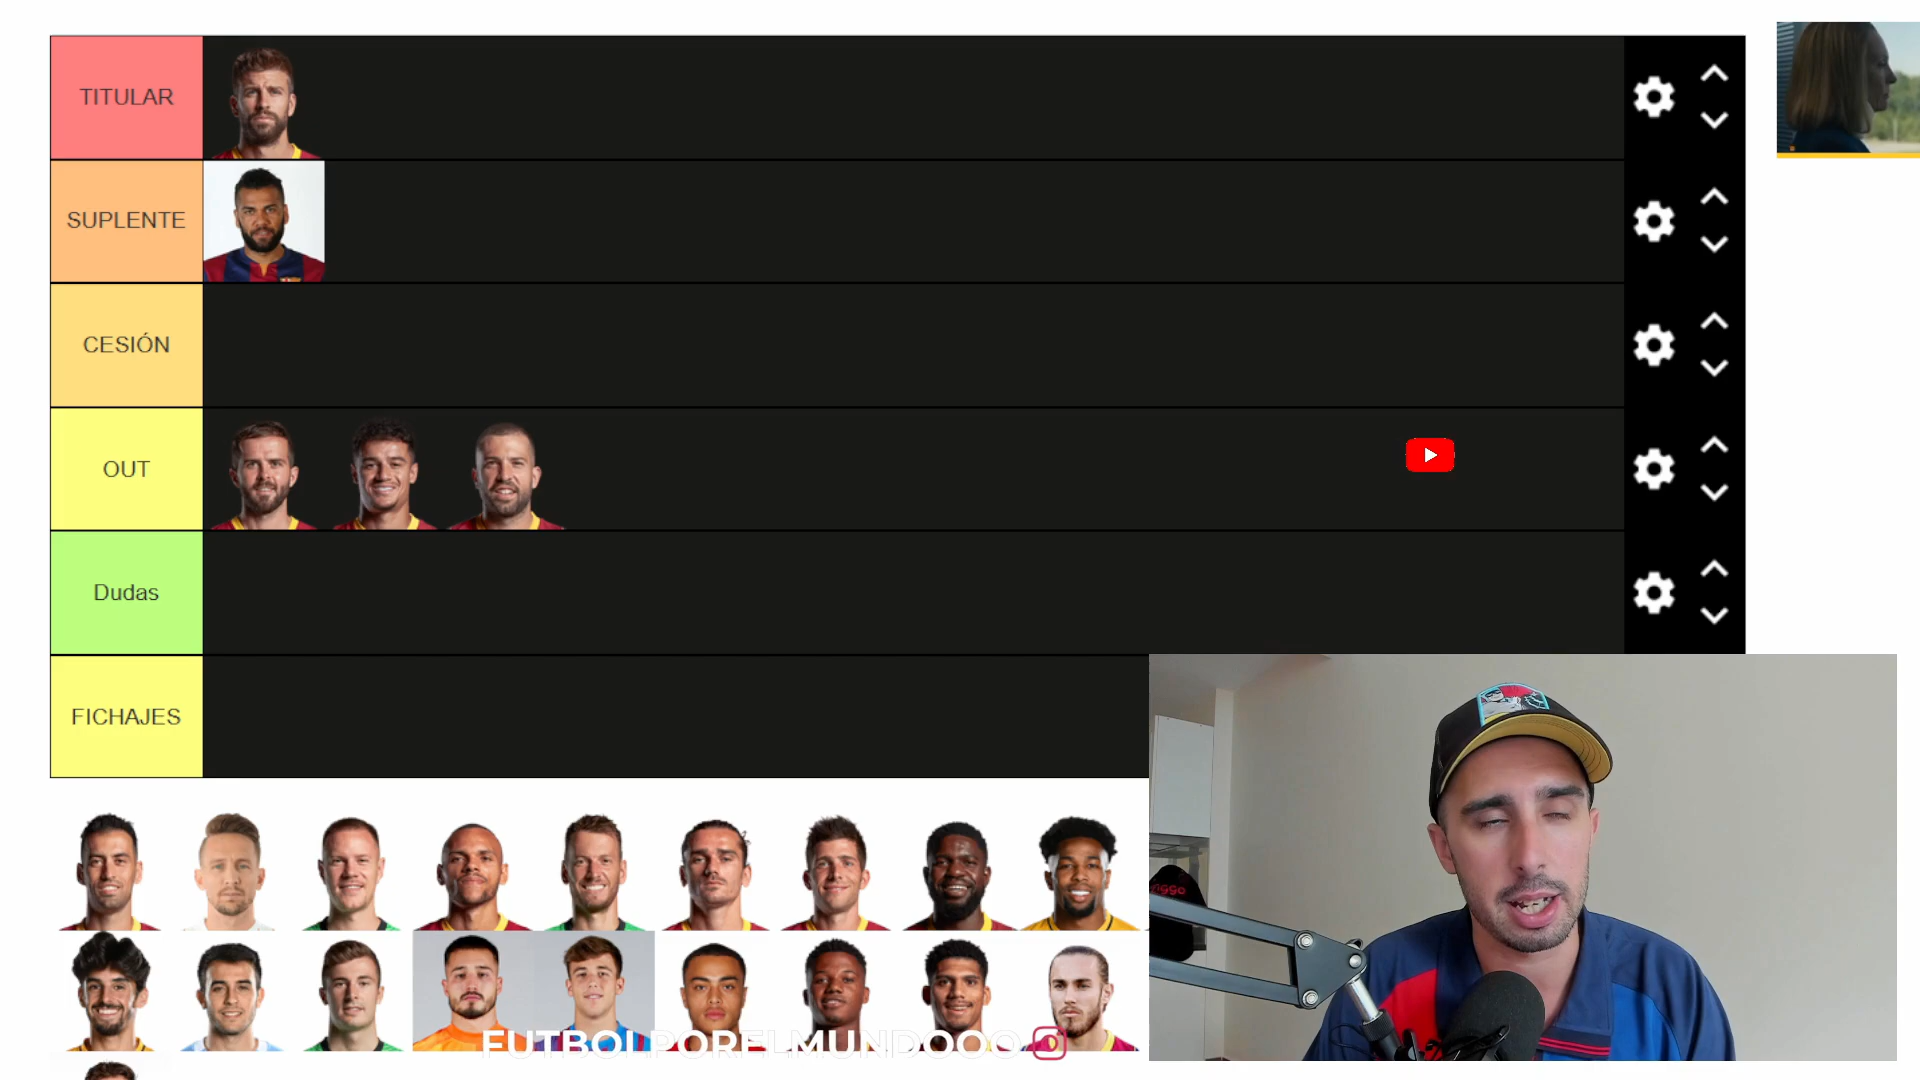 TITULAR
SUPLENTE
CESIÓN
OUT
Dudas
FICHAJES
FUTBOLPORELMUNDOOO